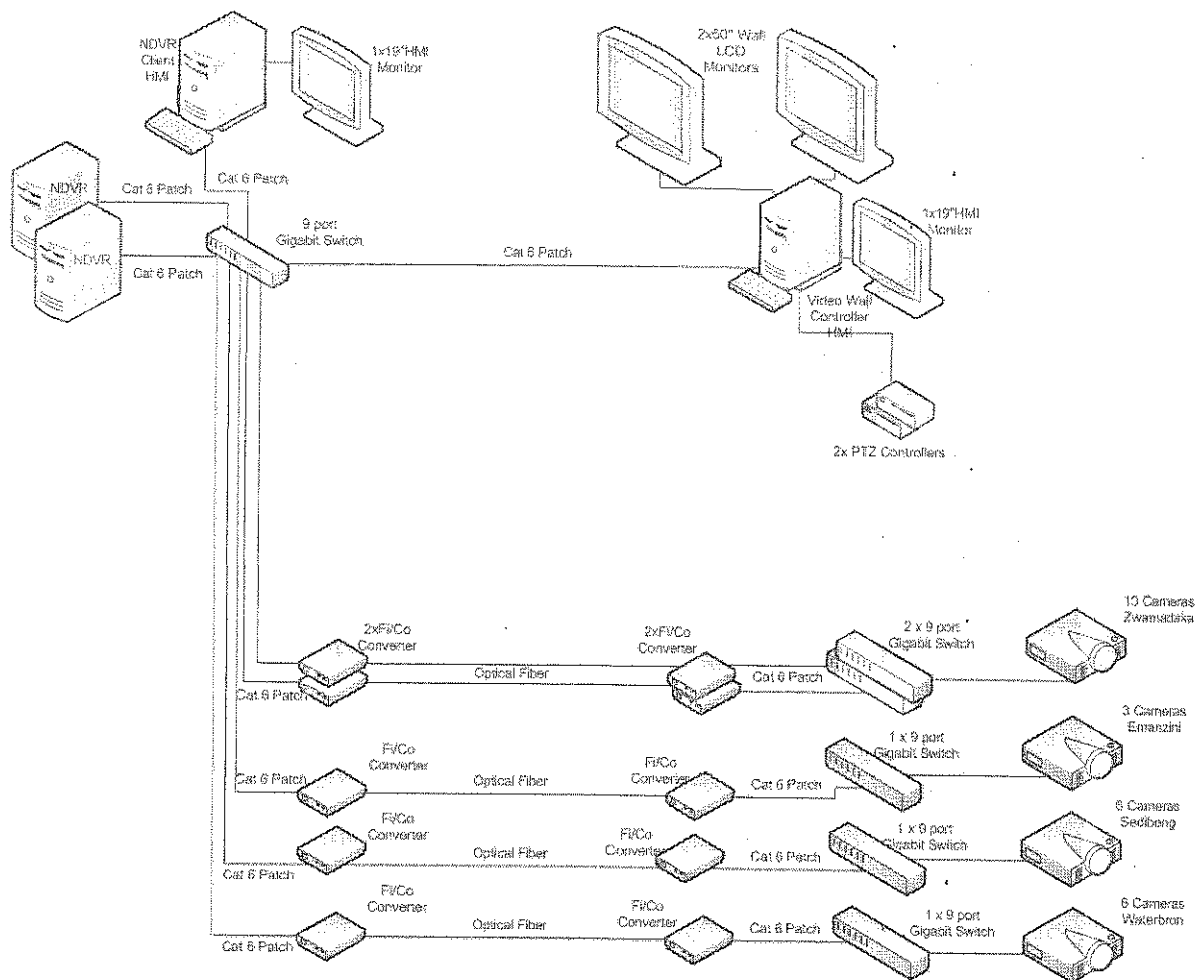 NDVR
Client
HMI
1x19"HMI
Monitor
2x50" Wall
LCD
Monitors
NDVR
Cat 6 Patch
Cat 6 Patch
9 port
Gigabit Switch
1x19"HMI
Monitor
NDVR
Cat 6 Patch
Cat 6 Patch
Video Wall
Controller
HMI
2x PTZ Controllers
Cameras
2xFi/Co
Converter
2xFi/Co
Converter
2 x 9 port
Gigabit Switch
Optical Fiber
Cat 6 Patch
Cat 6 Patch
3 Cameras
Emanzini
Fi/Co
Converter
Fi/Co
Converter
1 x 9 port
Gigabit Switch
Cat 6 Patch
Optical Fiber
Cat 6 Patch
Cameras
Sedibeng
Fi/Co
Converter
Fi/Co
Converter
1 x 9 port
Gigabit Switch
Optical Fiber
Cat 6 Patch
Cat 6 Patch
6 Cameras
Waterbron
Fi/Co
Converter
Fi/Co
Converter
1 x 9 port
Gigabit Switch
Cat 6 Patch
Optical Fiber
Cat 6 Patch